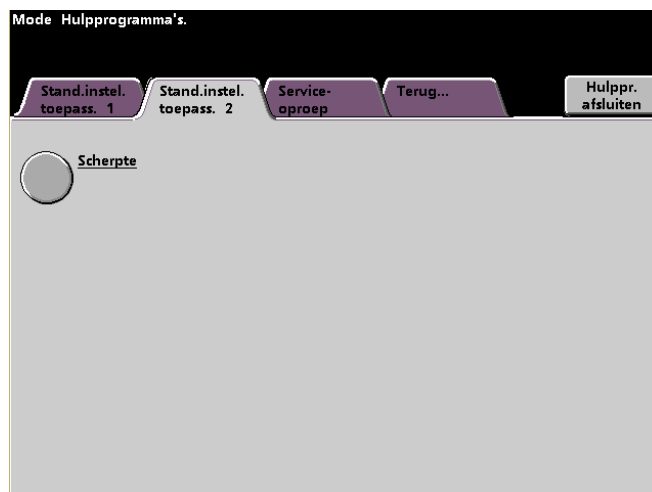 Mode Hulpprogramma's.
Stand.instel.
toepass. 1
Stand.instel.
toepass. 2
Service-
oproep
Terug...
Hulppr.
afsluiten
Scherpte